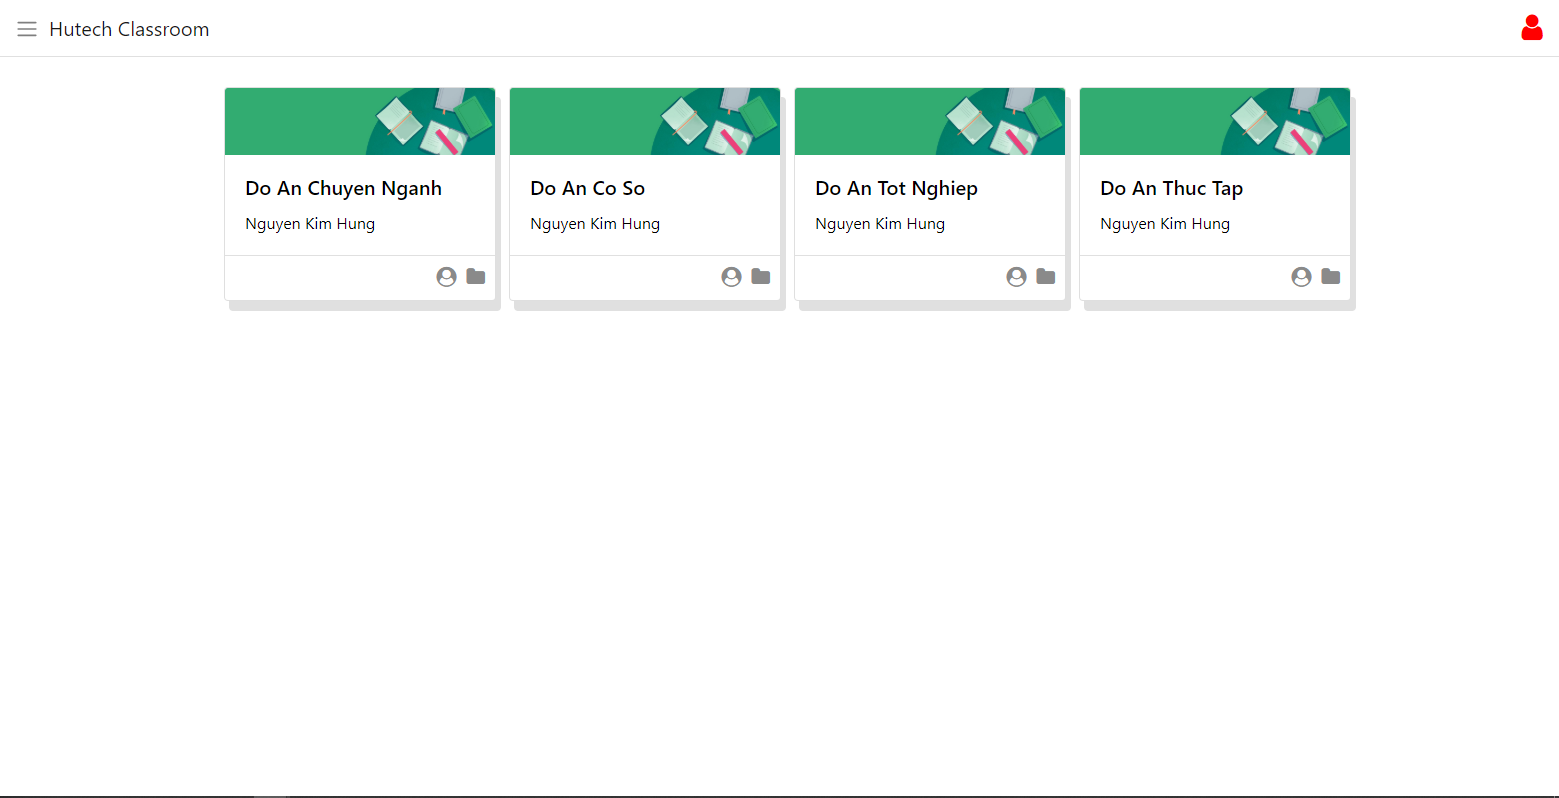 Hutech Classroom
Do An Chuyen Nganh
Nguyen Kim Hung
Do An Co So
Nguyen Kim Hung
Do An Tot Nghiep
Nguyen Kim Hung
Do An Thuc Tap
Nguyen Kim Hung